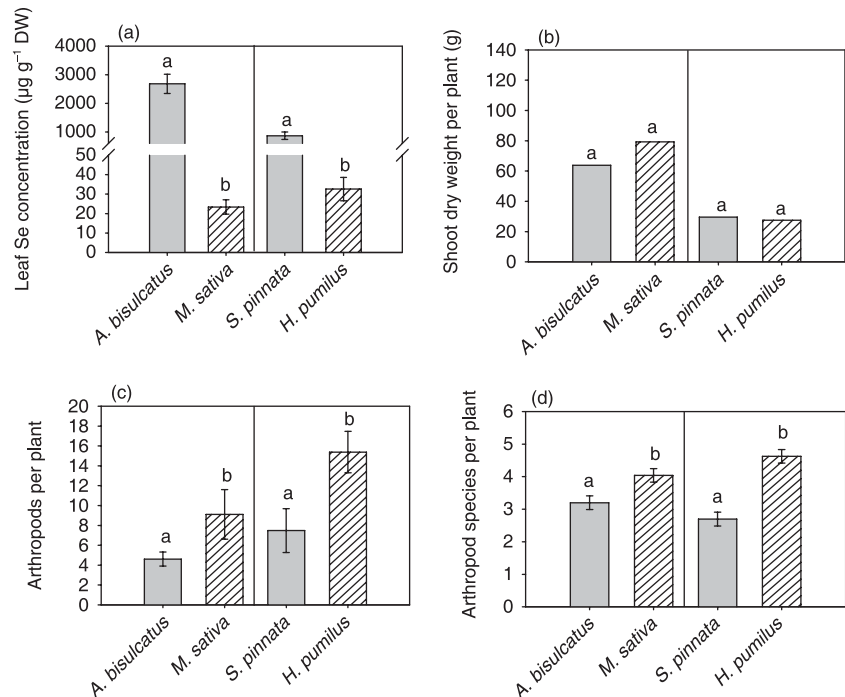 (a)
Leaf Se concentration (µg g⁻¹ DW)
4000
3000
2000
1000
50
40
30
20
10
0
a
b
a
b
A. bisulcatus
M. sativa
S. pinnata
H. pumilus
(b)
Shoot dry weight per plant (g)
140
120
100
80
60
40
20
0
a
a
a
a
A. bisulcatus
M. sativa
S. pinnata
H. pumilus
(c)
Arthropods per plant
20
18
16
14
12
10
8
6
4
2
0
a
b
a
b
A. bisulcatus
M. sativa
S. pinnata
H. pumilus
(d)
Arthropod species per plant
6
5
4
3
2
1
0
a
b
a
b
A. bisulcatus
M. sativa
S. pinnata
H. pumilus